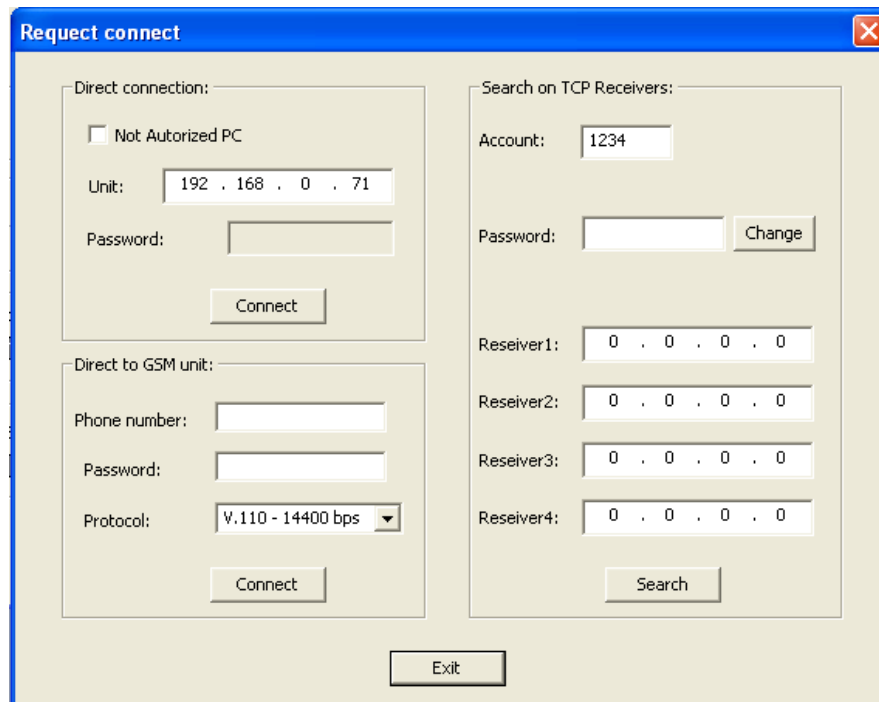 Requect connect
Direct connection:
Not Autorized PC
Unit: 192 . 168 . 0 . 71
Password:
Connect
Direct to GSM unit:
Phone number:
Password:
Protocol: V.110 - 14400 bps
Connect
Search on TCP Receivers:
Account: 1234
Password: Change
Reseiver1: 0 . 0 . 0 . 0
Reseiver2: 0 . 0 . 0 . 0
Reseiver3: 0 . 0 . 0 . 0
Reseiver4: 0 . 0 . 0 . 0
Search
Exit